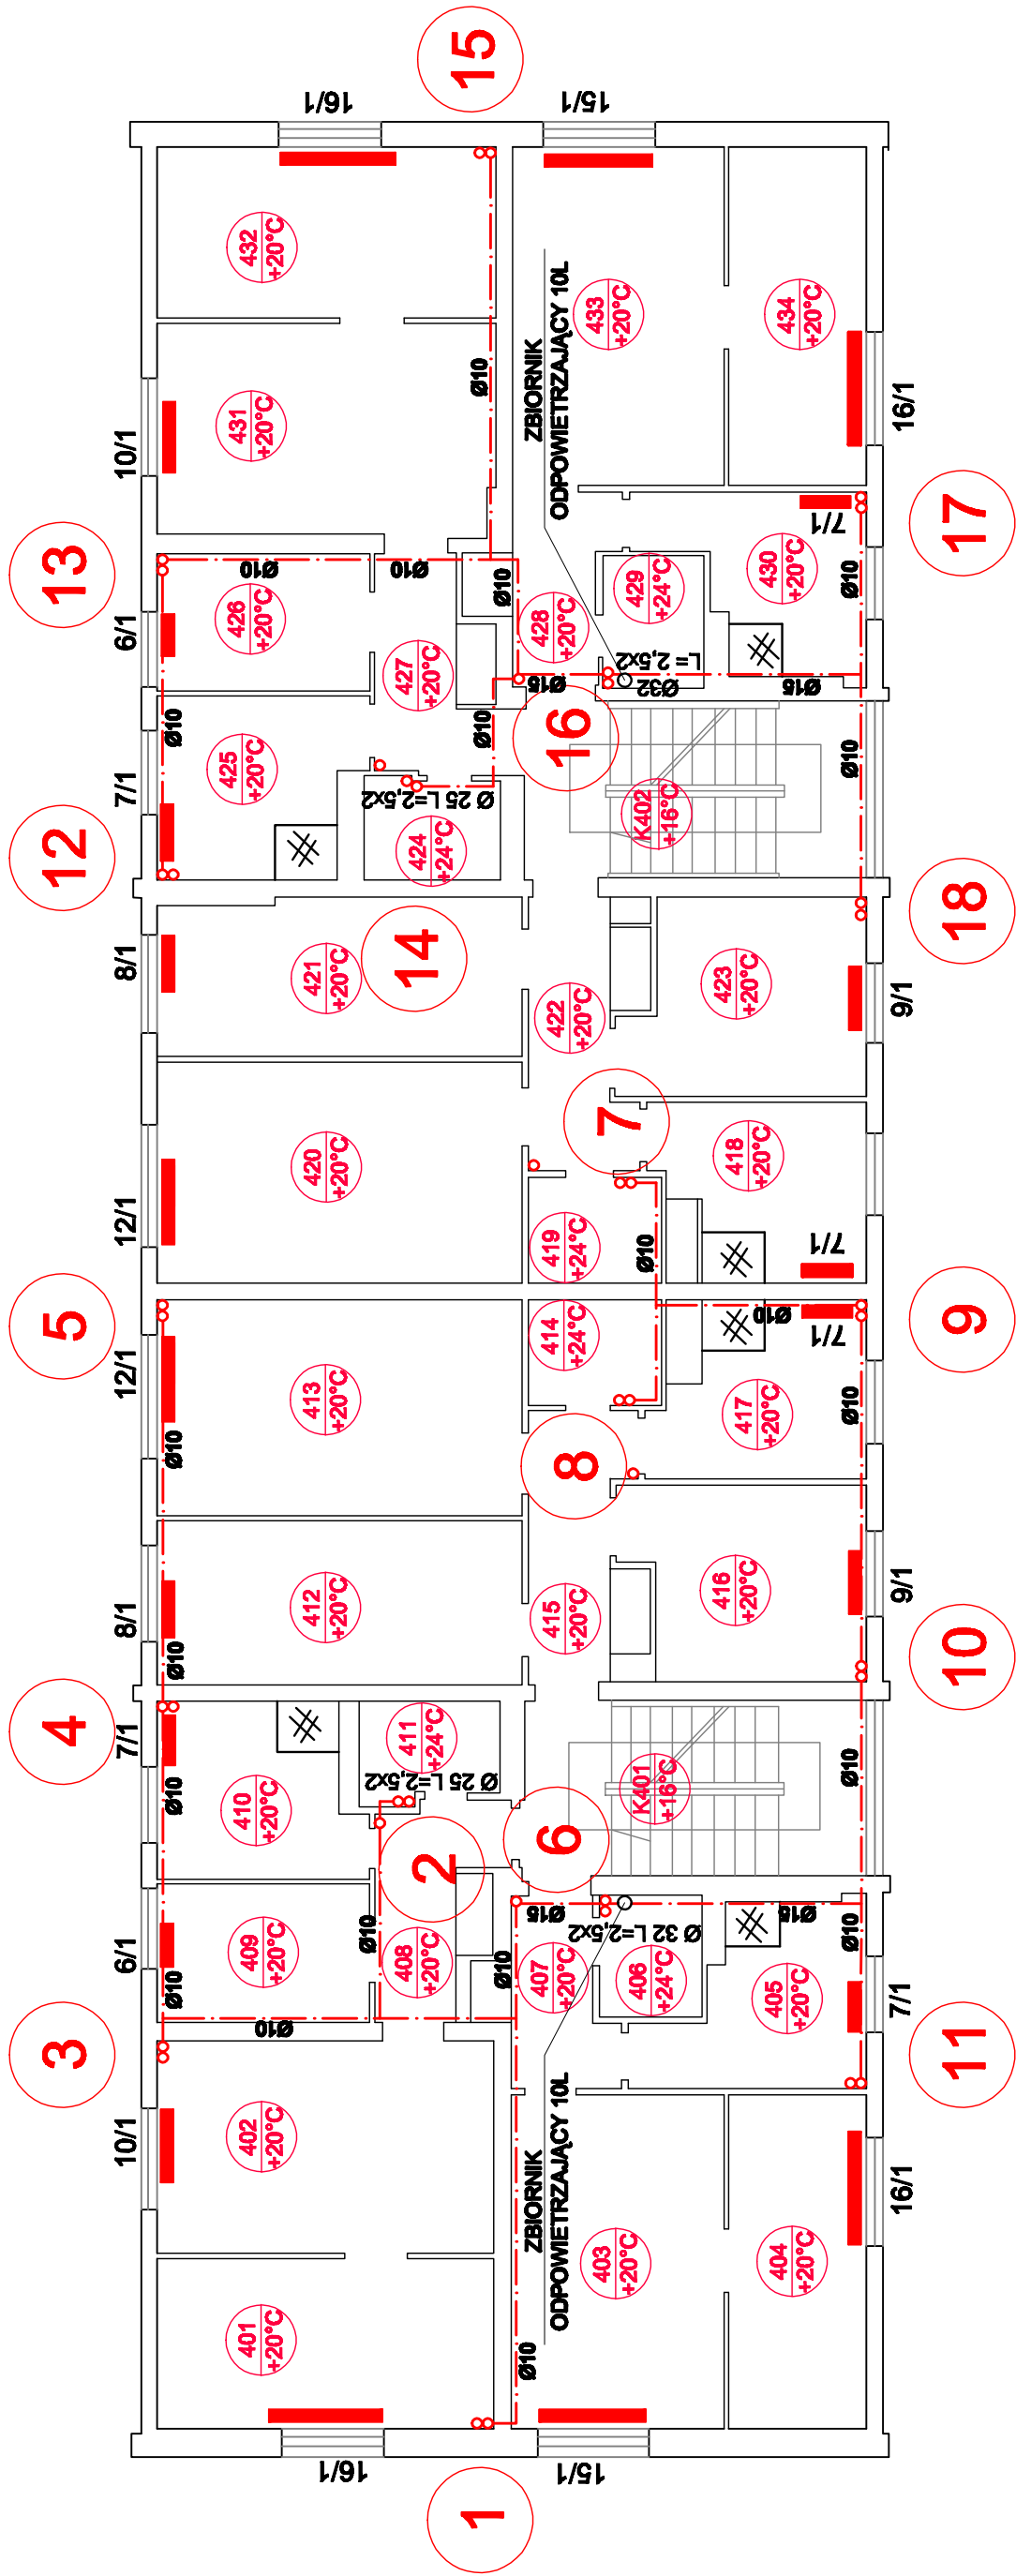 3
4
5
12
13
10/1
6/1
7/1
8/1
12/1
12/1
8/1
7/1
6/1
10/1
Ø10
Ø10
Ø10
Ø10
Ø10
16/1
401
+20°C
402
+20°C
409
+20°C
410
+20°C
412
+20°C
413
+20°C
420
+20°C
421
+20°C
425
+20°C
426
+20°C
431
+20°C
432
+20°C
16/1
Ø10
Ø10
Ø10
2
408
+20°C
411
+24°C
Ø 25 L=2,5x2
14
424
+24°C
Ø 25 L=2,5x2
427
+20°C
Ø10
Ø10
15
1
Ø10
Ø10
407
+20°C
Ø15
6
415
+20°C
8
414
+24°C
419
+24°C
422
+20°C
7
16
Ø15
428
+20°C
Ø10
Ø10
ZBIORNIK
ODPOWIETRZAJĄCY 10L
ZBIORNIK
ODPOWIETRZAJĄCY 10L
15/1
403
+20°C
406
+24°C
Ø 32 L=2,5x2
K401
+16°C
K402
+16°C
Ø32
L= 2,5x2
429
+24°C
433
+20°C
15/1
404
+20°C
405
+20°C
Ø15
416
+20°C
417
+20°C
Ø10
7/1
418
+20°C
7/1
423
+20°C
Ø15
430
+20°C
7/1
434
+20°C
Ø10
Ø10
Ø10
Ø10
Ø10
16/1
7/1
9/1
9/1
16/1
11
10
9
18
17